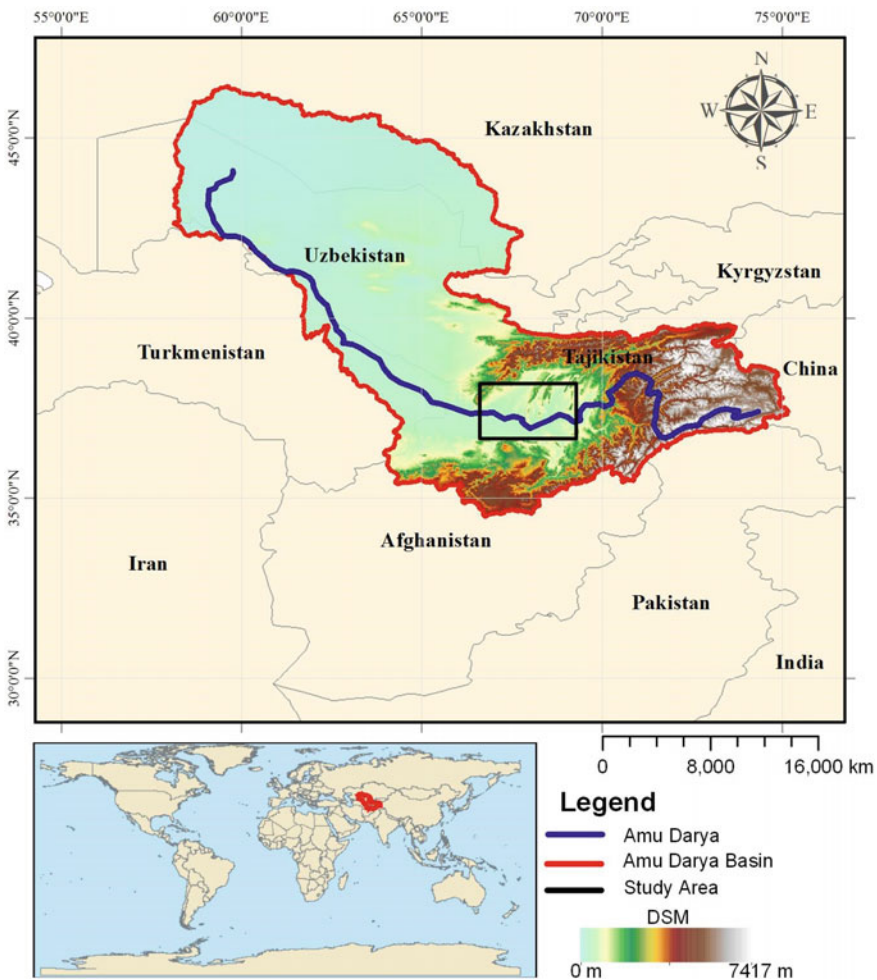 55°0'0"E 60°0'0"E 65°0'0"E 70°0'0"E 75°0'0"E
N
W E
S
45°0'0"N
Kazakhstan
Uzbekistan
Kyrgyzstan
40°0'0"N
Turkmenistan
Tajikistan
China
35°0'0"N
Afghanistan
Iran
Pakistan
India
30°0'0"N
0 8,000 16,000 km
Legend
Amu Darya
Amu Darya Basin
Study Area
DSM
0 m 7417 m